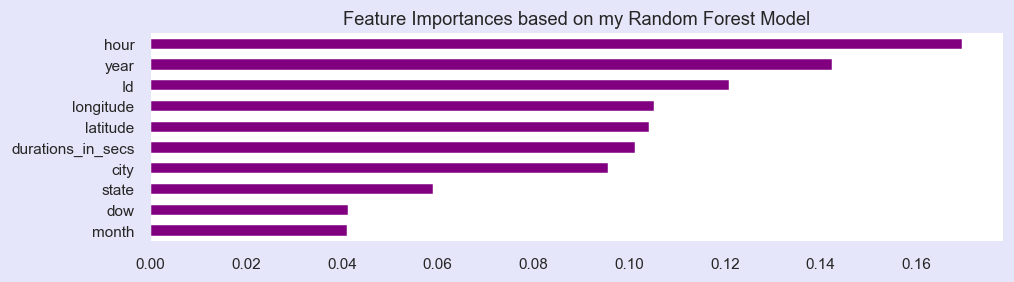 Feature Importances based on my Random Forest Model
hour
year
ld
longitude
latitude
durations_in_secs
city
state
dow
month
0.00 0.02 0.04 0.06 0.08 0.10 0.12 0.14 0.16